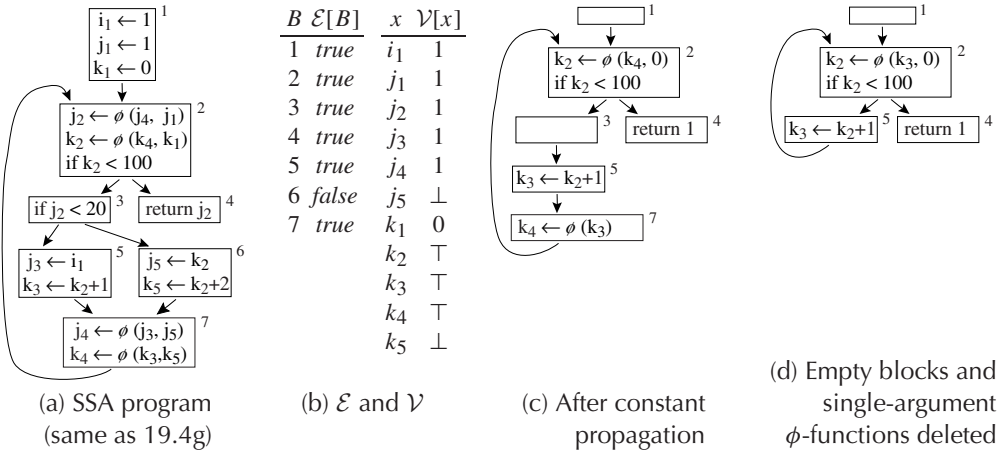 i₁ ← 1
j₁ ← 1
k₁ ← 0
1
j₂ ← ø (j₄, j₁)
k₂ ← ø (k₄, k₁)
if k₂ < 100
2
if j₂ < 20
3
return j₂
4
j₃ ← i₁
k₃ ← k₂+1
5
j₅ ← k₂
k₅ ← k₂+2
6
j₄ ← ø (j₃, j₅)
k₄ ← ø (k₃,k₅)
7
(a) SSA program
(same as 19.4g)
B ℰ[B] x 𝒱[x]
1 true i₁ 1
2 true j₁ 1
3 true j₂ 1
4 true j₃ 1
5 true j₄ 1
6 false j₅ ⊥
7 true k₁ 0
k₂ ⊤
k₃ ⊤
k₄ ⊤
k₅ ⊥
(b) ℰ and 𝒱
1
k₂ ← ø (k₄, 0)
if k₂ < 100
2
3
return 1
4
k₃ ← k₂+1
5
k₄ ← ø (k₃)
7
(c) After constant
propagation
1
k₂ ← ø (k₃, 0)
if k₂ < 100
2
k₃ ← k₂+1
5
return 1
4
(d) Empty blocks and
single-argument
ϕ-functions deleted